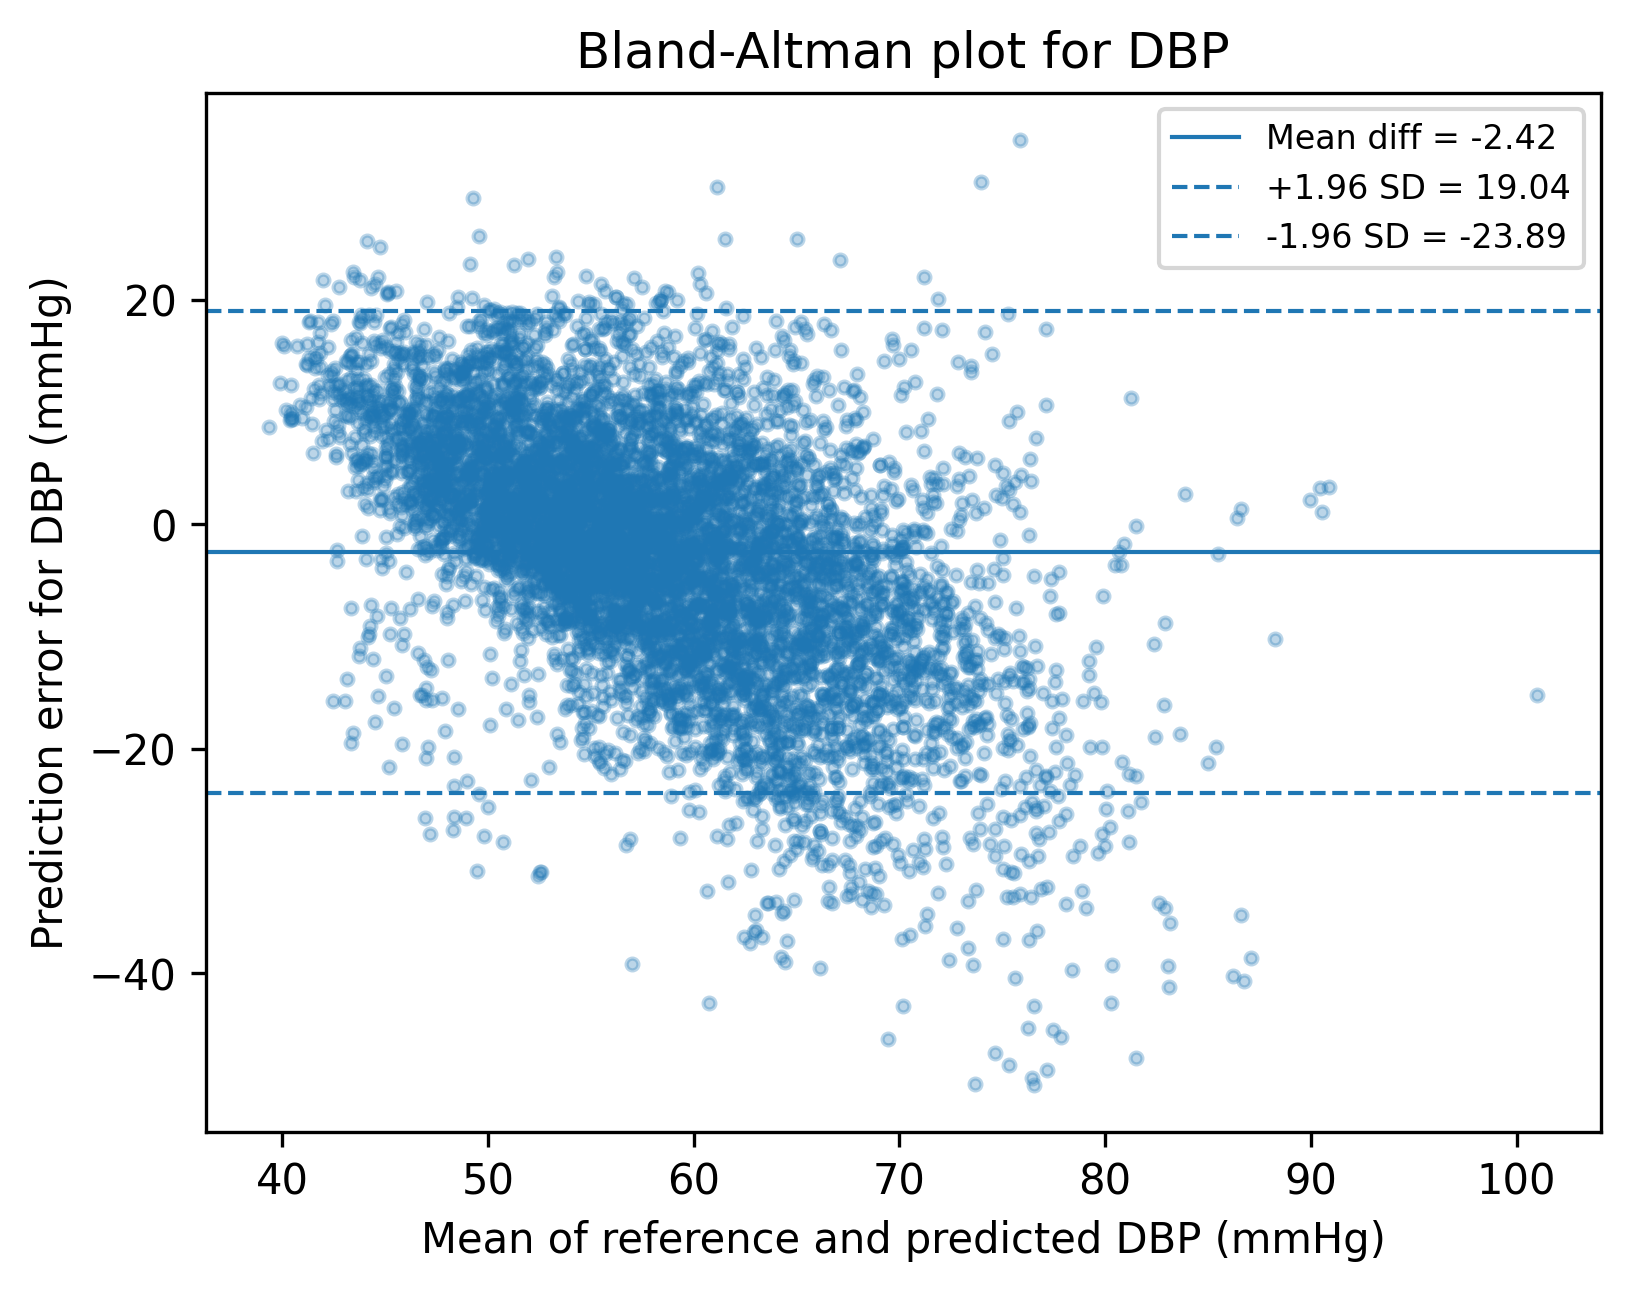 Bland-Altman plot for DBP
Mean diff = -2.42
+1.96 SD = 19.04
-1.96 SD = -23.89
Prediction error for DBP (mmHg)
20
0
−20
−40
40 50 60 70 80 90 100
Mean of reference and predicted DBP (mmHg)